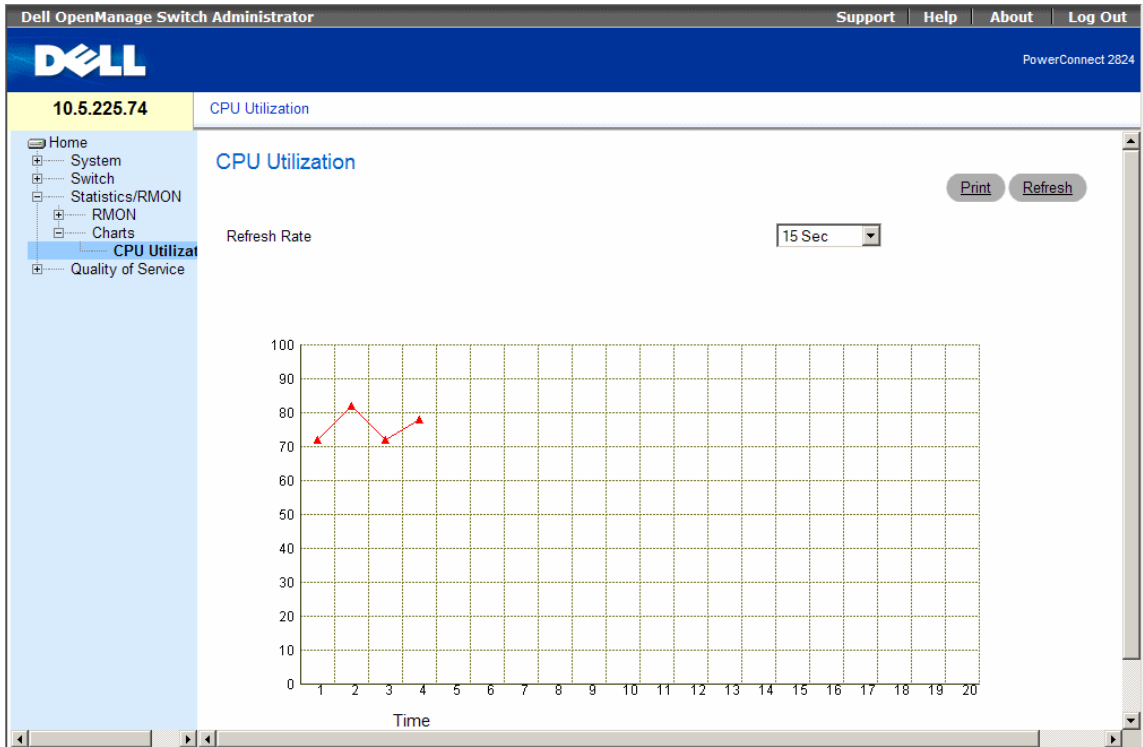 Dell OpenManage Switch Administrator Support Help About Log Out
DELL
PowerConnect 2824
10.5.225.74 CPU Utilization
Home
System
Switch
Statistics/RMON
RMON
Charts
CPU Utilizat
Quality of Service
CPU Utilization
Print Refresh
Refresh Rate 15 Sec
100
90
80
70
60
50
40
30
20
10
0
1 2 3 4 5 6 7 8 9 10 11 12 13 14 15 16 17 18 19 20
Time